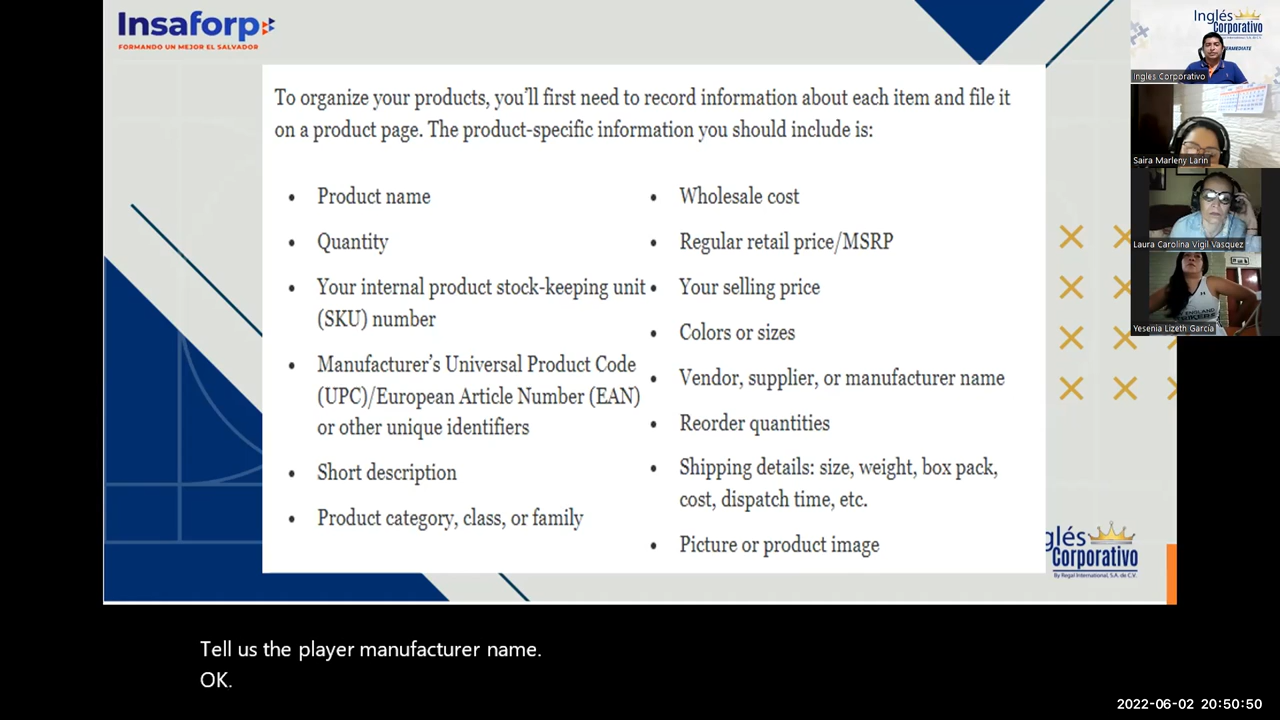 Insaforp
FORMANDO UN MEJOR EL SALVADOR
To organize your products, you'll first need to record information about each item and file it
on a product page. The product-specific information you should include is:
• Product name
• Quantity
• Your internal product stock-keeping unit
(SKU) number
• Manufacturer's Universal Product Code
(UPC)/European Article Number (EAN)
or other unique identifiers
• Short description
• Product category, class, or family
• Wholesale cost
• Regular retail price/MSRP
• Your selling price
• Colors or sizes
• Vendor, supplier, or manufacturer name
• Reorder quantities
• Shipping details: size, weight, box pack,
cost, dispatch time, etc.
• Picture or product image
glés
Corporativo
By Regal International, S.A. de C.V.
Inglés
Corporativo
Ingles Corporativo
Saira Marleny Larin
Laura Carolina Vigil Vasquez
Yesenia Lizeth García
Tell us the player manufacturer name.
OK.
2022-06-02 20:50:50